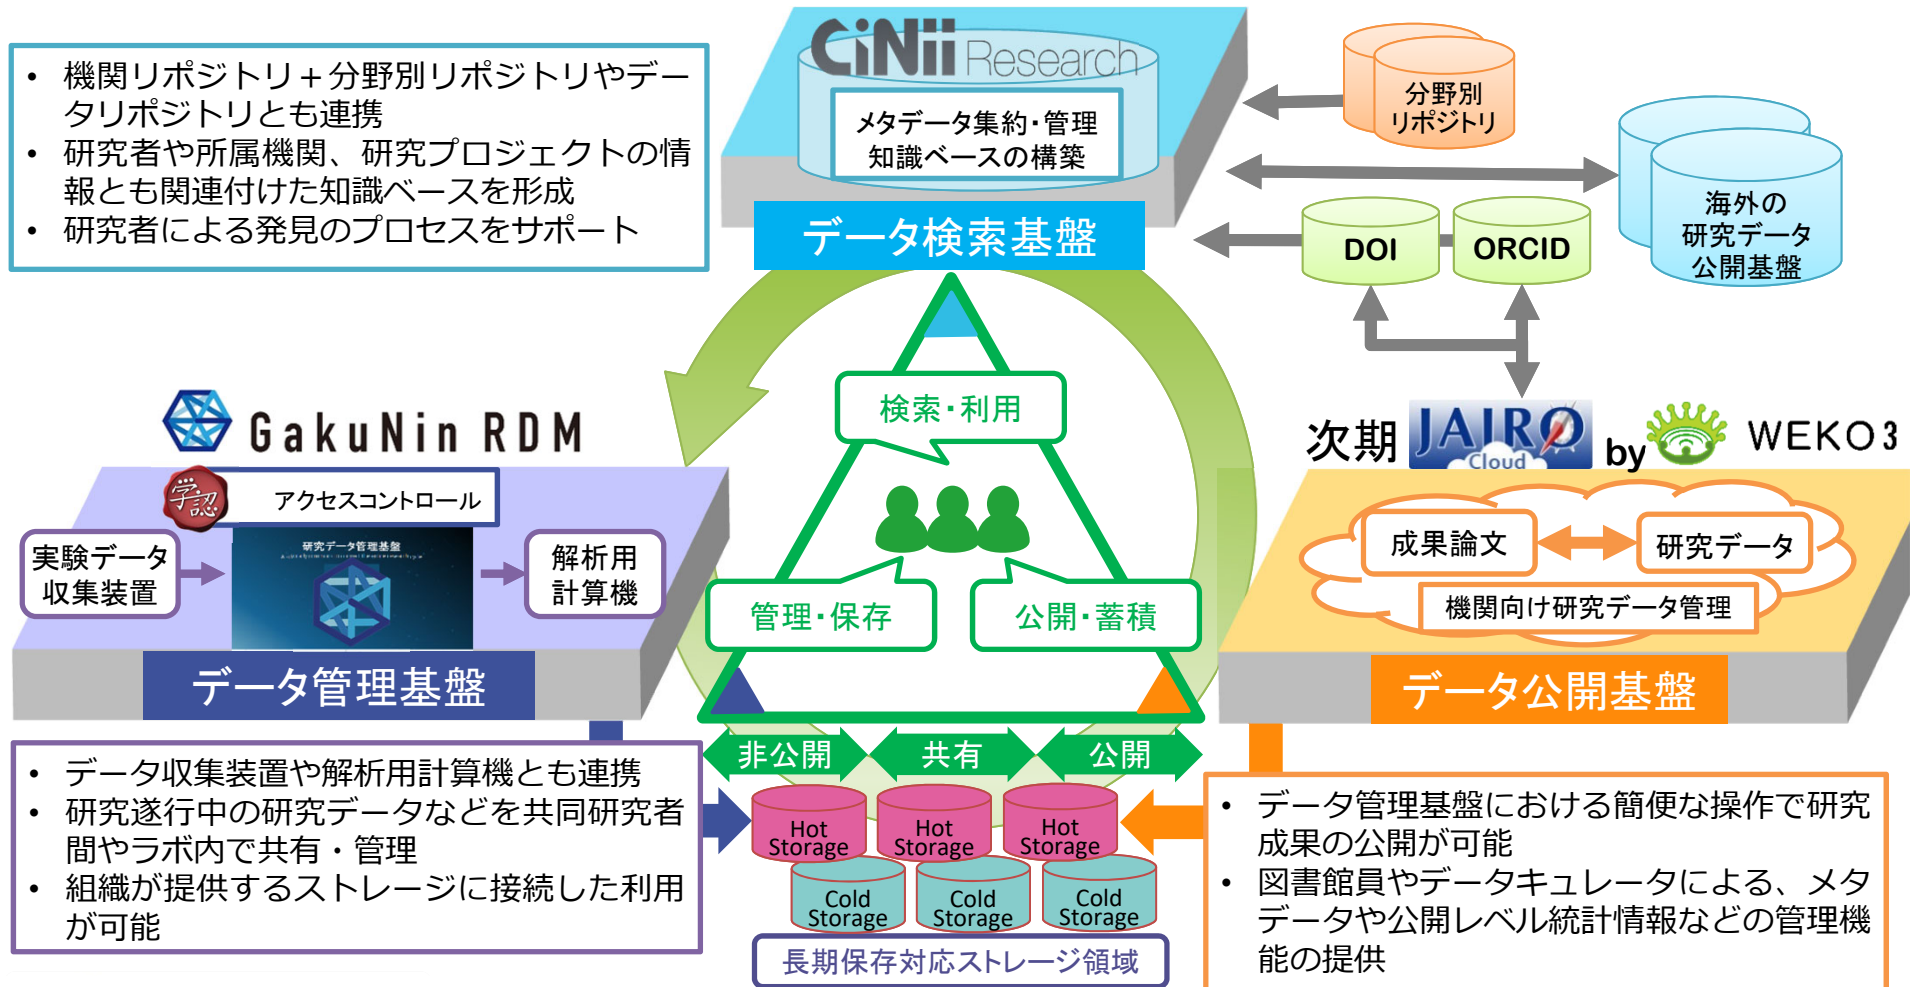 CiNii Research
メタデータ集約・管理
知識ベースの構築
データ検索基盤
• 機関リポジトリ＋分野別リポジトリやデー
タリポジトリとも連携
• 研究者や所属機関、研究プロジェクトの情
報とも関連付けた知識ベースを形成
• 研究者による発見のプロセスをサポート
分野別
リポジトリ
海外の
研究データ
公開基盤
DOI
ORCID
GakuNin RDM
学認
アクセスコントロール
実験データ
収集装置
研究データ管理基盤
解析用
計算機
データ管理基盤
検索・利用
管理・保存
公開・蓄積
次期 JAIRO Cloud by WEKO3
成果論文
研究データ
機関向け研究データ管理
データ公開基盤
非公開
共有
公開
• データ収集装置や解析用計算機とも連携
• 研究遂行中の研究データなどを共同研究者
間やラボ内で共有・管理
• 組織が提供するストレージに接続した利用
が可能
Hot
Storage
Hot
Storage
Hot
Storage
Cold
Storage
Cold
Storage
Cold
Storage
長期保存対応ストレージ領域
• データ管理基盤における簡便な操作で研究
成果の公開が可能
• 図書館員やデータキュレータによる、メタ
データや公開レベル統計情報などの管理機
能の提供